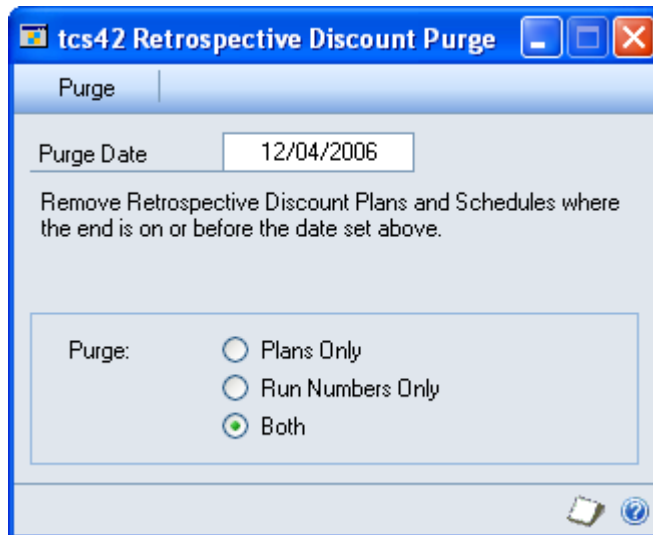 tcs42 Retrospective Discount Purge
Purge
Purge Date 12/04/2006
Remove Retrospective Discount Plans and Schedules where
the end is on or before the date set above.
Purge: Plans Only
Run Numbers Only
Both